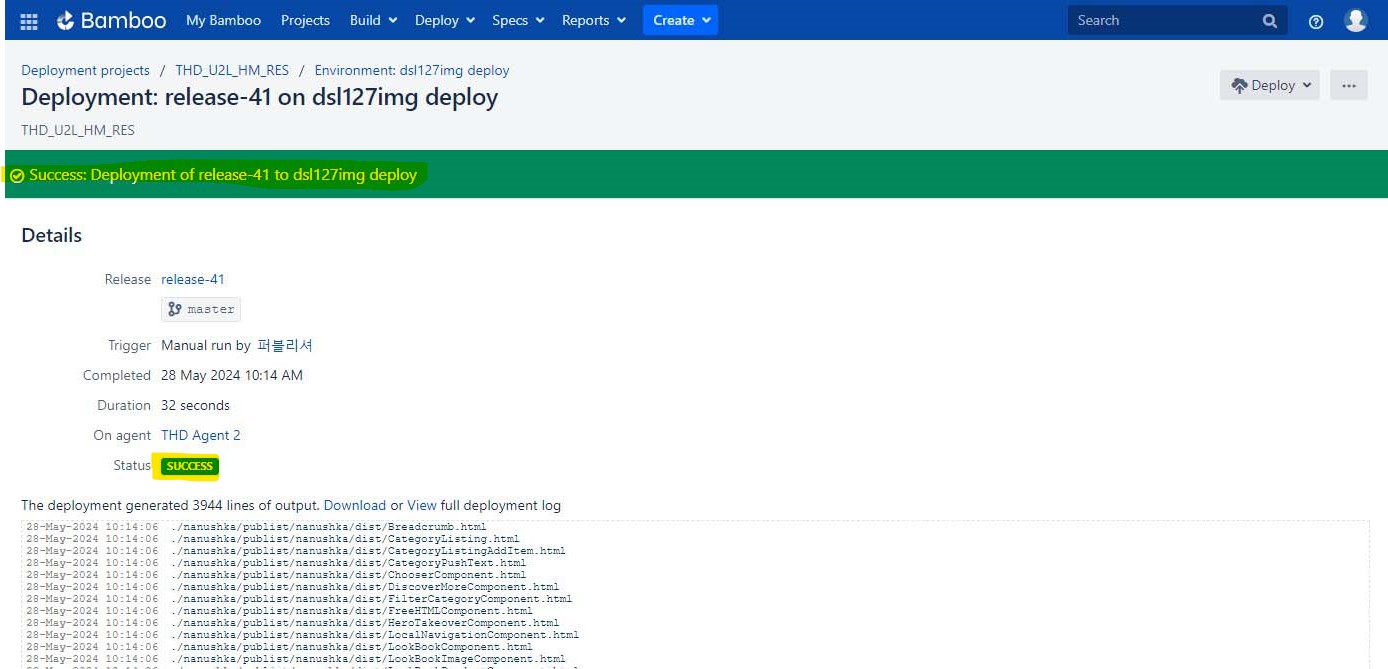 Bamboo My Bamboo Projects Build Deploy Specs Reports Create Search
Deployment projects / THD_U2L_HM_RES / Environment: dsl127img deploy
Deployment: release-41 on dsl127img deploy
Deploy
THD_U2L_HM_RES
Success: Deployment of release-41 to dsl127img deploy
Details
Release release-41
master
Trigger Manual run by 퍼블리셔
Completed 28 May 2024 10:14 AM
Duration 32 seconds
On agent THD Agent 2
Status SUCCESS
The deployment generated 3944 lines of output. Download or View full deployment log
28-May-2024 10:14:06 ./nanushka/publist/nanushka/dist/Breadcrumb.html
28-May-2024 10:14:06 ./nanushka/publist/nanushka/dist/CategoryListing.html
28-May-2024 10:14:06 ./nanushka/publist/nanushka/dist/CategoryListingAddItem.html
28-May-2024 10:14:06 ./nanushka/publist/nanushka/dist/CategoryPushText.html
28-May-2024 10:14:06 ./nanushka/publist/nanushka/dist/ChooserComponent.html
28-May-2024 10:14:06 ./nanushka/publist/nanushka/dist/DiscoverMoreComponent.html
28-May-2024 10:14:06 ./nanushka/publist/nanushka/dist/FilterCategoryComponent.html
28-May-2024 10:14:06 ./nanushka/publist/nanushka/dist/FreeHTMLComponent.html
28-May-2024 10:14:06 ./nanushka/publist/nanushka/dist/HeroTakeoverComponent.html
28-May-2024 10:14:06 ./nanushka/publist/nanushka/dist/LocalNavigationComponent.html
28-May-2024 10:14:06 ./nanushka/publist/nanushka/dist/LookBookComponent.html
28-May-2024 10:14:06 ./nanushka/publist/nanushka/dist/LookBookImageComponent.html